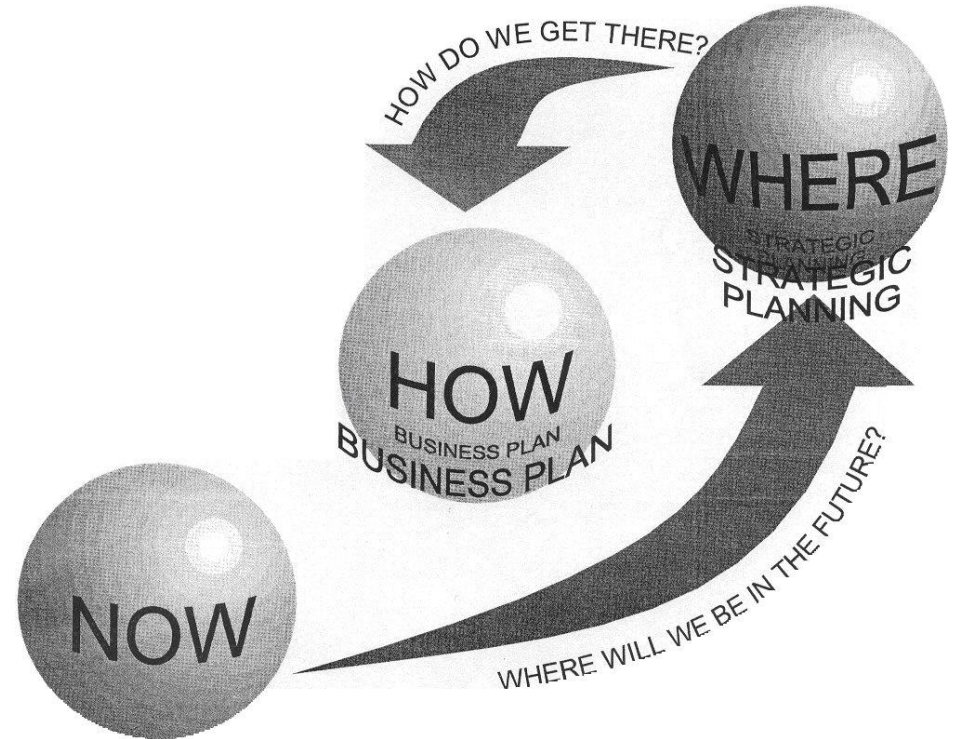 HOW DO WE GET THERE?
WHERE
STRATEGIC
PLANNING
STRATEGIC
PLANNING
HOW
BUSINESS PLAN
BUSINESS PLAN
NOW
WHERE WILL WE BE IN THE FUTURE?